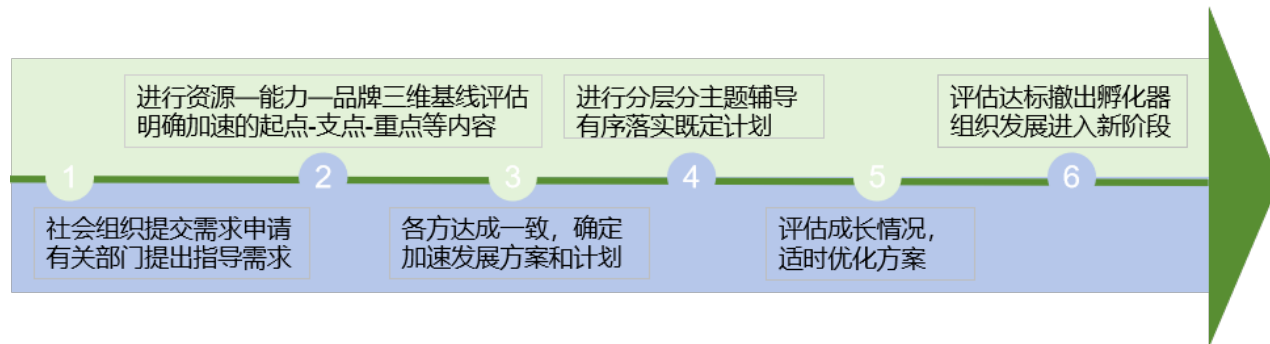 进行资源—能力—品牌三维基线评估
明确加速的起点-支点-重点等内容
进行分层分主题辅导
有序落实既定计划
评估达标撤出孵化器
组织发展进入新阶段
1
2
3
4
5
6
社会组织提交需求申请
有关部门提出指导需求
各方达成一致，确定
加速发展方案和计划
评估成长情况，
适时优化方案